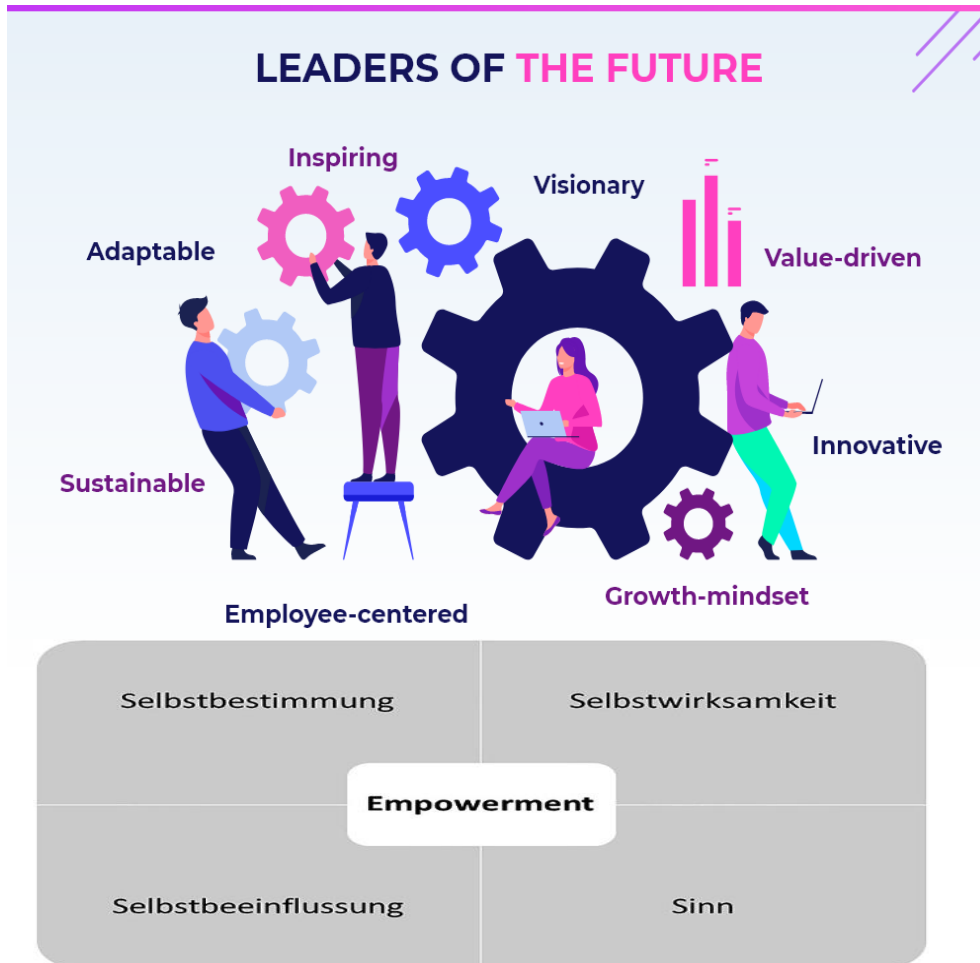 LEADERS OF THE FUTURE
Inspiring
Visionary
Adaptable
Value-driven
Innovative
Sustainable
Growth-mindset
Employee-centered
Selbstbestimmung
Selbstwirksamkeit
Empowerment
Selbstbeeinflussung
Sinn